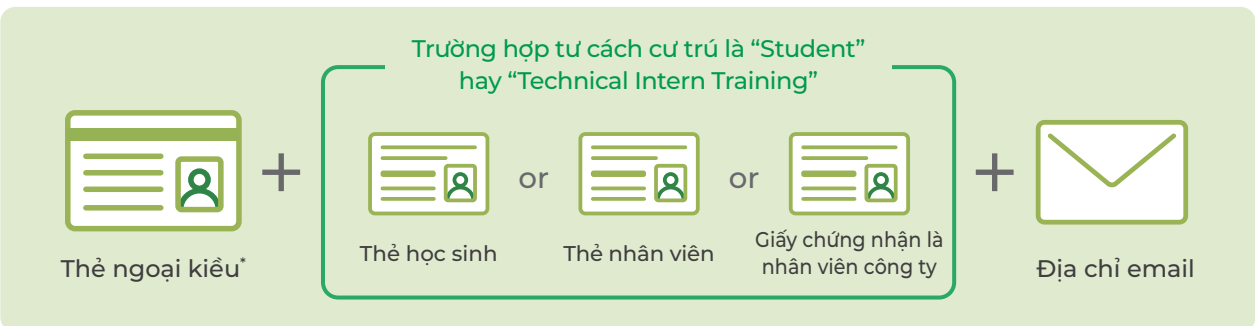 Trường hợp tư cách cư trú là “Student”
hay “Technical Intern Training”
+
or
or
+
Thẻ ngoại kiều*
Thẻ học sinh
Thẻ nhân viên
Giấy chứng nhận là
nhân viên công ty
Địa chỉ email